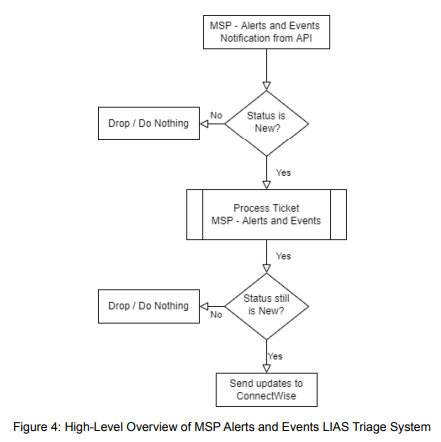 MSP - Alerts and Events
Notification from API
Status is
New?
No
Drop / Do Nothing
Yes
Process Ticket
MSP - Alerts and Events
Yes
Status still
is New?
No
Drop / Do Nothing
Yes
Send updates to
ConnectWise
Figure 4: High-Level Overview of MSP Alerts and Events LIAS Triage System